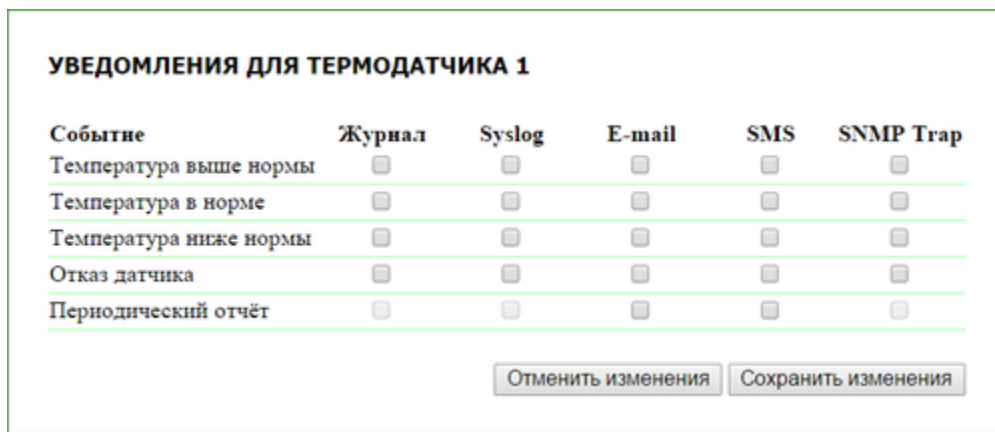 УВЕДОМЛЕНИЯ ДЛЯ ТЕРМОДАТЧИКА 1
Событие Журнал Syslog E-mail SMS SNMP Trap
Температура выше нормы
Температура в норме
Температура ниже нормы
Отказ датчика
Периодический отчёт
Отменить изменения Сохранить изменения